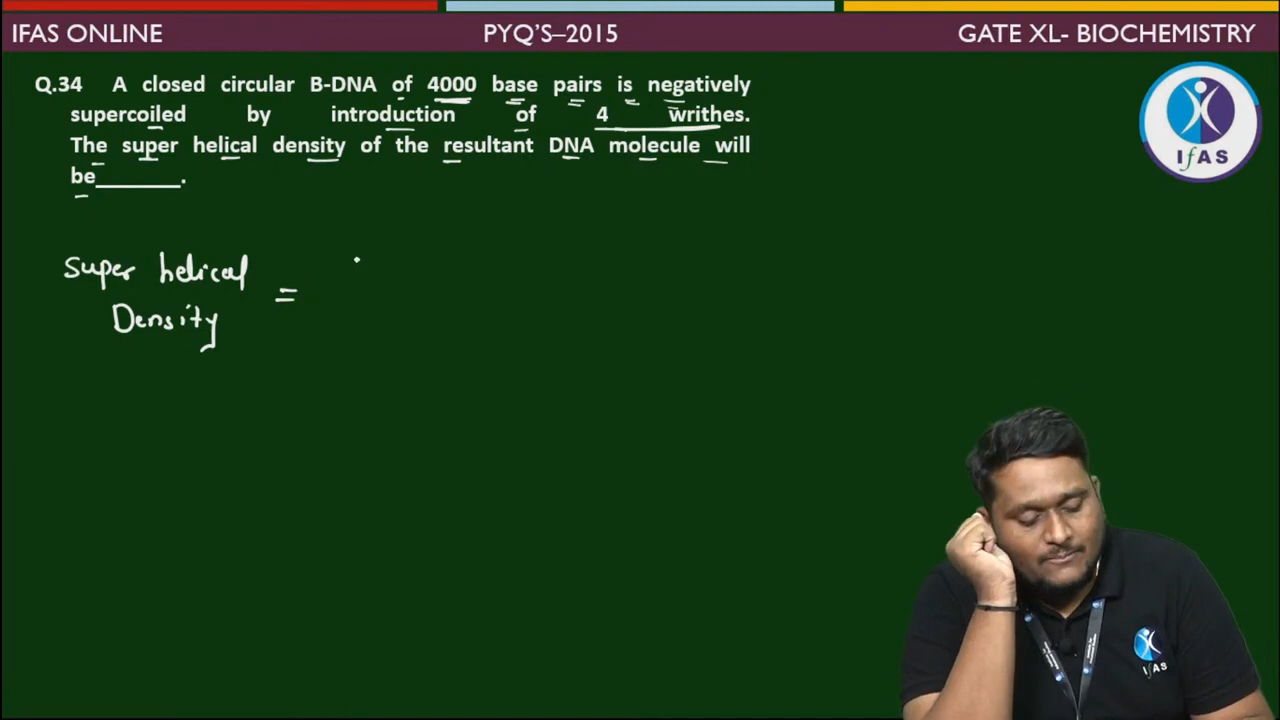 IFAS ONLINE PYQ'S–2015 GATE XL- BIOCHEMISTRY
Q.34 A closed circular B-DNA of 4000 base pairs is negatively
supercoiled by introduction of 4 writhes.
The super helical density of the resultant DNA molecule will
be_______.
IfAS
Super helical
=
Density
IfAS